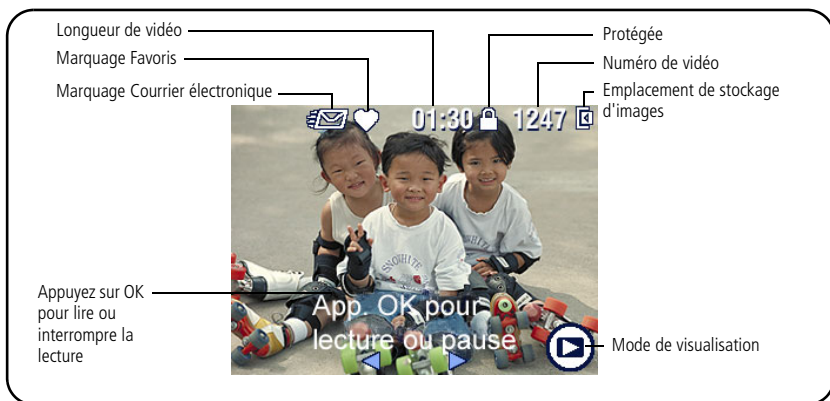 Longueur de vidéo
Marquage Favoris
Marquage Courrier électronique
Protégée
Numéro de vidéo
Emplacement de stockage
d'images
01:30
1247
SNOWHITE
App. OK pour
lecture ou pause
Appuyez sur OK
pour lire ou
interrompre la
lecture
Mode de visualisation